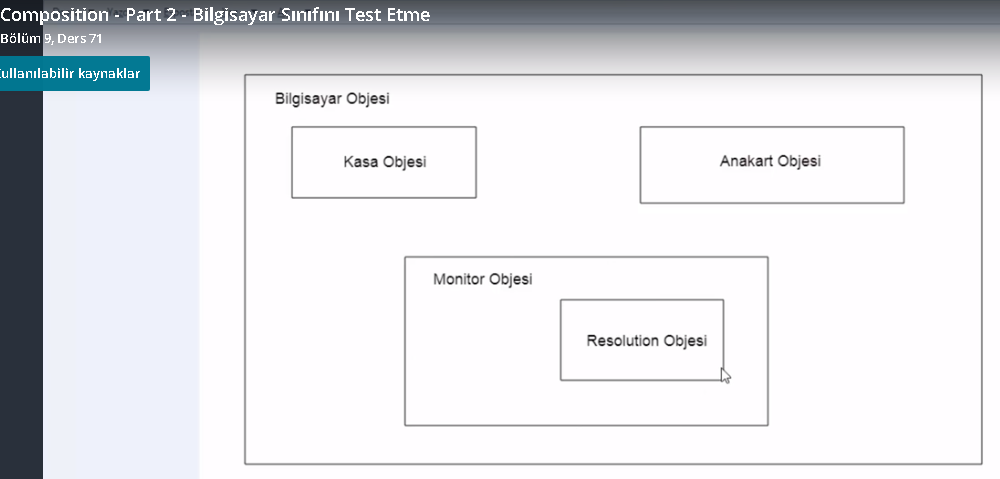 Composition - Part 2 - Bilgisayar Sınıfını Test Etme
Bölüm 9, Ders 71
ullanılabilir kaynaklar
Bilgisayar Objesi
Kasa Objesi
Anakart Objesi
Monitor Objesi
Resolution Objesi